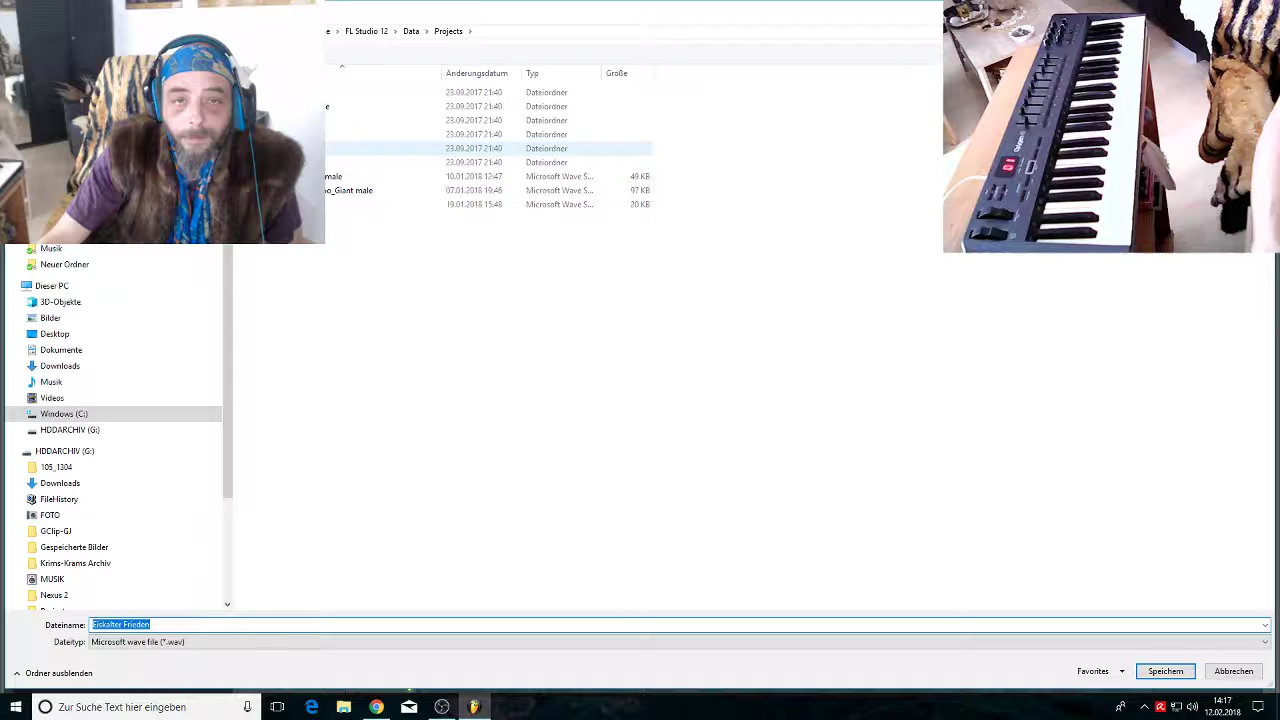 FL Studio 12 › Data › Projects ›
Änderungsdatum Typ Größe
23.09.2017 21:40 Dateiordner
23.09.2017 21:40 Dateiordner
23.09.2017 21:40 Dateiordner
23.09.2017 21:40 Dateiordner
23.09.2017 21:40 Dateiordner
23.09.2017 21:40 Dateiordner
male 10.01.2018 12:47 Microsoft Wave S... 49 KB
o_Giant male 07.01.2018 19:46 Microsoft Wave S... 97 KB
19.01.2018 15:48 Microsoft Wave S... 20 KB
Musik
Neuer Ordner
Dieser PC
3D-Objekte
Bilder
Desktop
Dokumente
Downloads
Musik
Videos
Windows (C:)
HDDARCHIV (G:)
HDDARCHIV (G:)
105_1304
Downloads
FileHistory
FOTO
GClip-GJ
Gespeicherte Bilder
Krims-Krams Archiv
MUSIK
Nexus 2
Dateiname: Eiskalter Frieden
Dateityp: Microsoft wave file (*.wav)
Ordner ausblenden Favorites Speichern Abbrechen
Zur Suche Text hier eingeben 14:17
12.02.2018